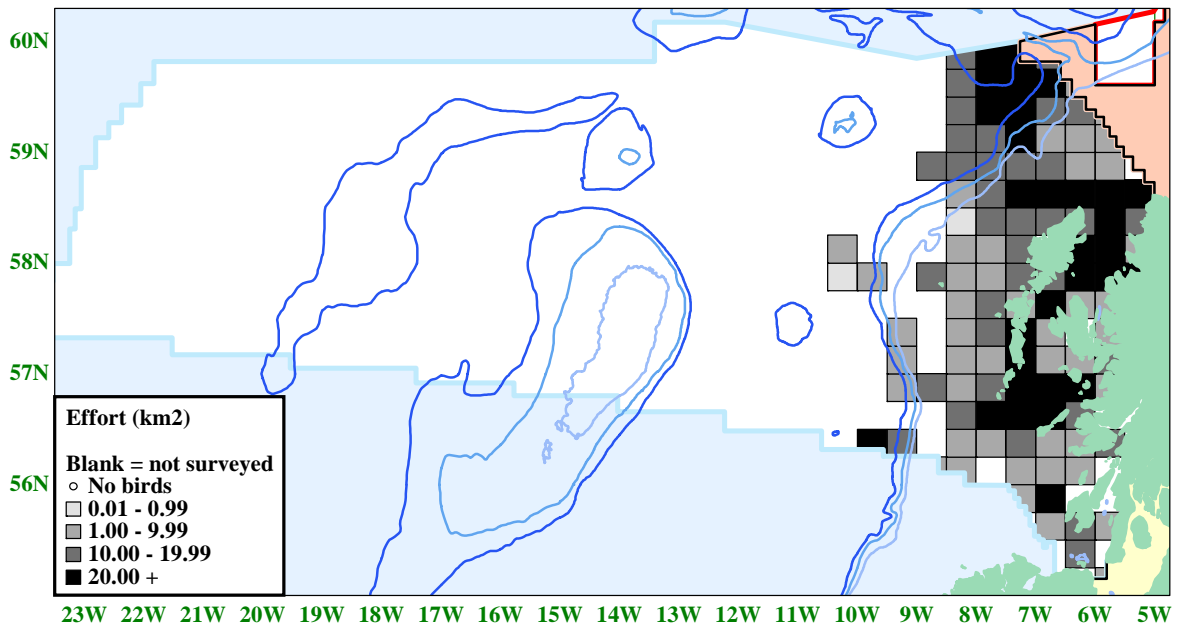 60N
59N
58N
57N
56N
Effort (km2)
Blank = not surveyed
No birds
0.01 - 0.99
1.00 - 9.99
10.00 - 19.99
20.00 +
23W 22W 21W 20W 19W 18W 17W 16W 15W 14W 13W 12W 11W 10W 9W 8W 7W 6W 5W